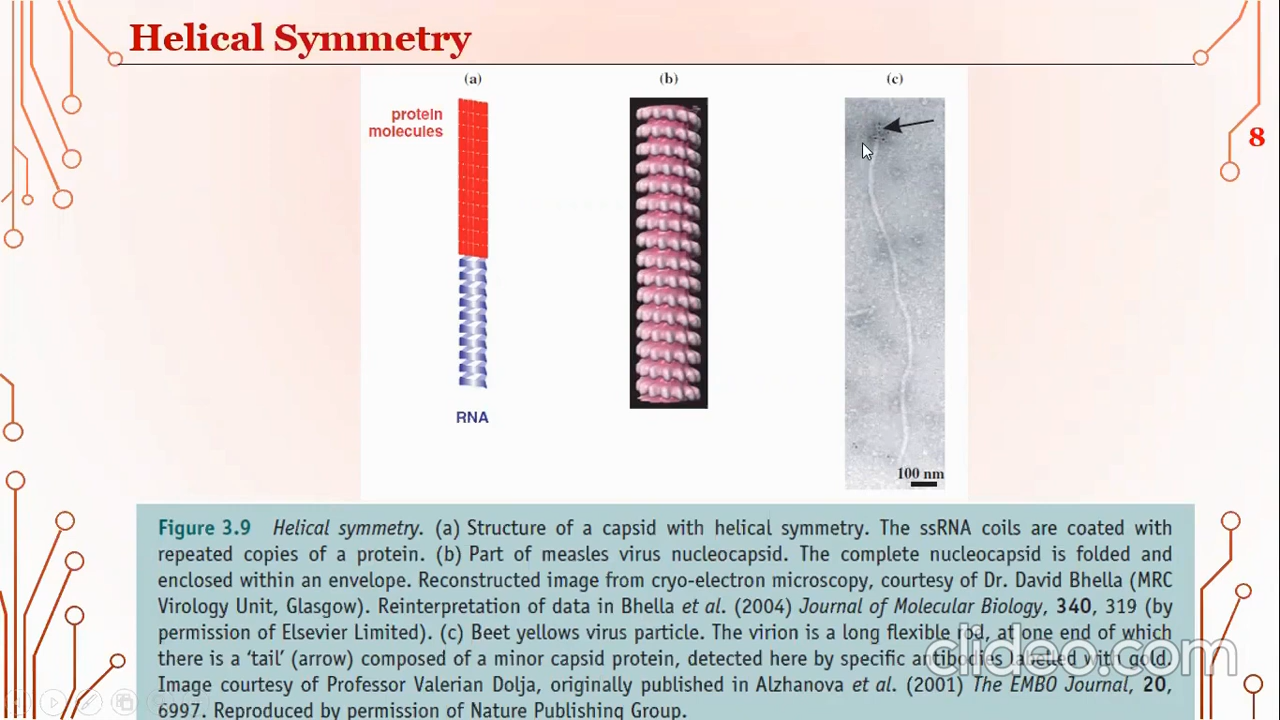 Helical Symmetry
8
(a)
(b)
(c)
protein
molecules
RNA
100 nm
Figure 3.9 Helical symmetry. (a) Structure of a capsid with helical symmetry. The ssRNA coils are coated with
repeated copies of a protein. (b) Part of measles virus nucleocapsid. The complete nucleocapsid is folded and
enclosed within an envelope. Reconstructed image from cryo-electron microscopy, courtesy of Dr. David Bhella (MRC
Virology Unit, Glasgow). Reinterpretation of data in Bhella et al. (2004) Journal of Molecular Biology, 340, 319 (by
permission of Elsevier Limited). (c) Beet yellows virus particle. The virion is a long flexible rod, at one end of which
there is a ‘tail’ (arrow) composed of a minor capsid protein, detected here by specific antibodies labelled with gold.
Image courtesy of Professor Valerian Dolja, originally published in Alzhanova et al. (2001) The EMBO Journal, 20,
6997. Reproduced by permission of Nature Publishing Group.
clideo.com